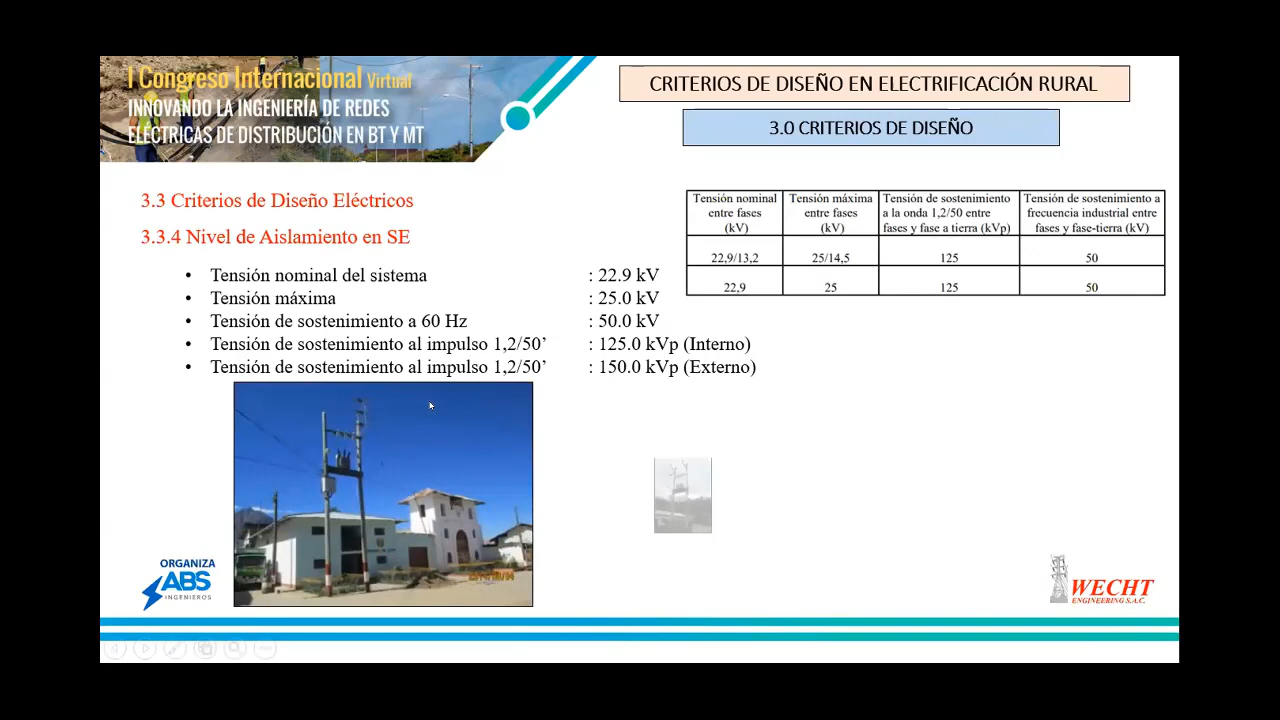 I Congreso Internacional Virtual
INNOVANDO LA INGENIERÍA DE REDES
ELÉCTRICAS DE DISTRIBUCIÓN EN BT Y MT
CRITERIOS DE DISEÑO EN ELECTRIFICACIÓN RURAL
3.0 CRITERIOS DE DISEÑO
3.3 Criterios de Diseño Eléctricos
3.3.4 Nivel de Aislamiento en SE
• Tensión nominal del sistema : 22.9 kV
• Tensión máxima : 25.0 kV
• Tensión de sostenimiento a 60 Hz : 50.0 kV
• Tensión de sostenimiento al impulso 1,2/50’ : 125.0 kVp (Interno)
• Tensión de sostenimiento al impulso 1,2/50’ : 150.0 kVp (Externo)
Tensión nominal entre fases (kV)
Tensión máxima entre fases (kV)
Tensión de sostenimiento a la onda 1,2/50 entre fases y fase a tierra (kVp)
Tensión de sostenimiento a frecuencia industrial entre fases y fase-tierra (kV)
22,9/13,2 25/14,5 125 50
22,9 25 125 50
ORGANIZA
ABS
INGENIEROS
WECHT
ENGINEERING S.A.C.